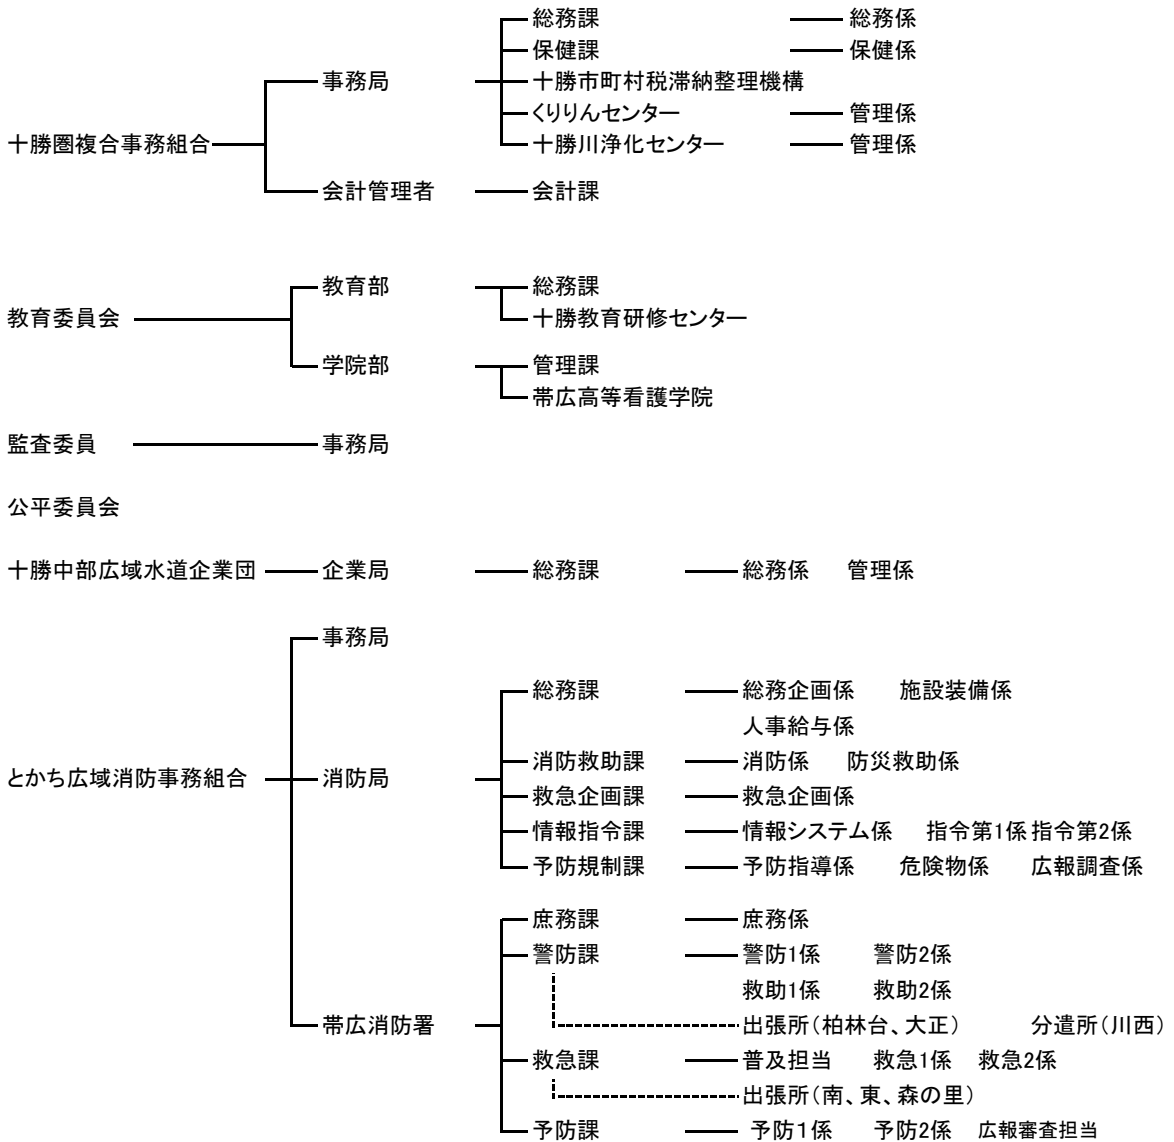 総務課 総務係
保健課 保健係
事務局 十勝市町村税滞納整理機構
くりりんセンター 管理係
十勝圏複合事務組合 十勝川浄化センター 管理係
会計管理者 会計課
教育部 総務課
教育委員会 十勝教育研修センター
学院部 管理課
帯広高等看護学院
監査委員 事務局
公平委員会
十勝中部広域水道企業団 企業局 総務課 総務係 管理係
事務局
総務課 総務企画係 施設装備係
人事給与係
消防救助課 消防係 防災救助係
とかち広域消防事務組合 消防局
救急企画課 救急企画係
情報指令課 情報システム係 指令第1係 指令第2係
予防規制課 予防指導係 危険物係 広報調査係
庶務課 庶務係
警防課 警防1係 警防2係
救助1係 救助2係
帯広消防署 出張所(柏林台、大正) 分遣所(川西)
救急課 普及担当 救急1係 救急2係
出張所(南、東、森の里)
予防課 予防1係 予防2係 広報審査担当